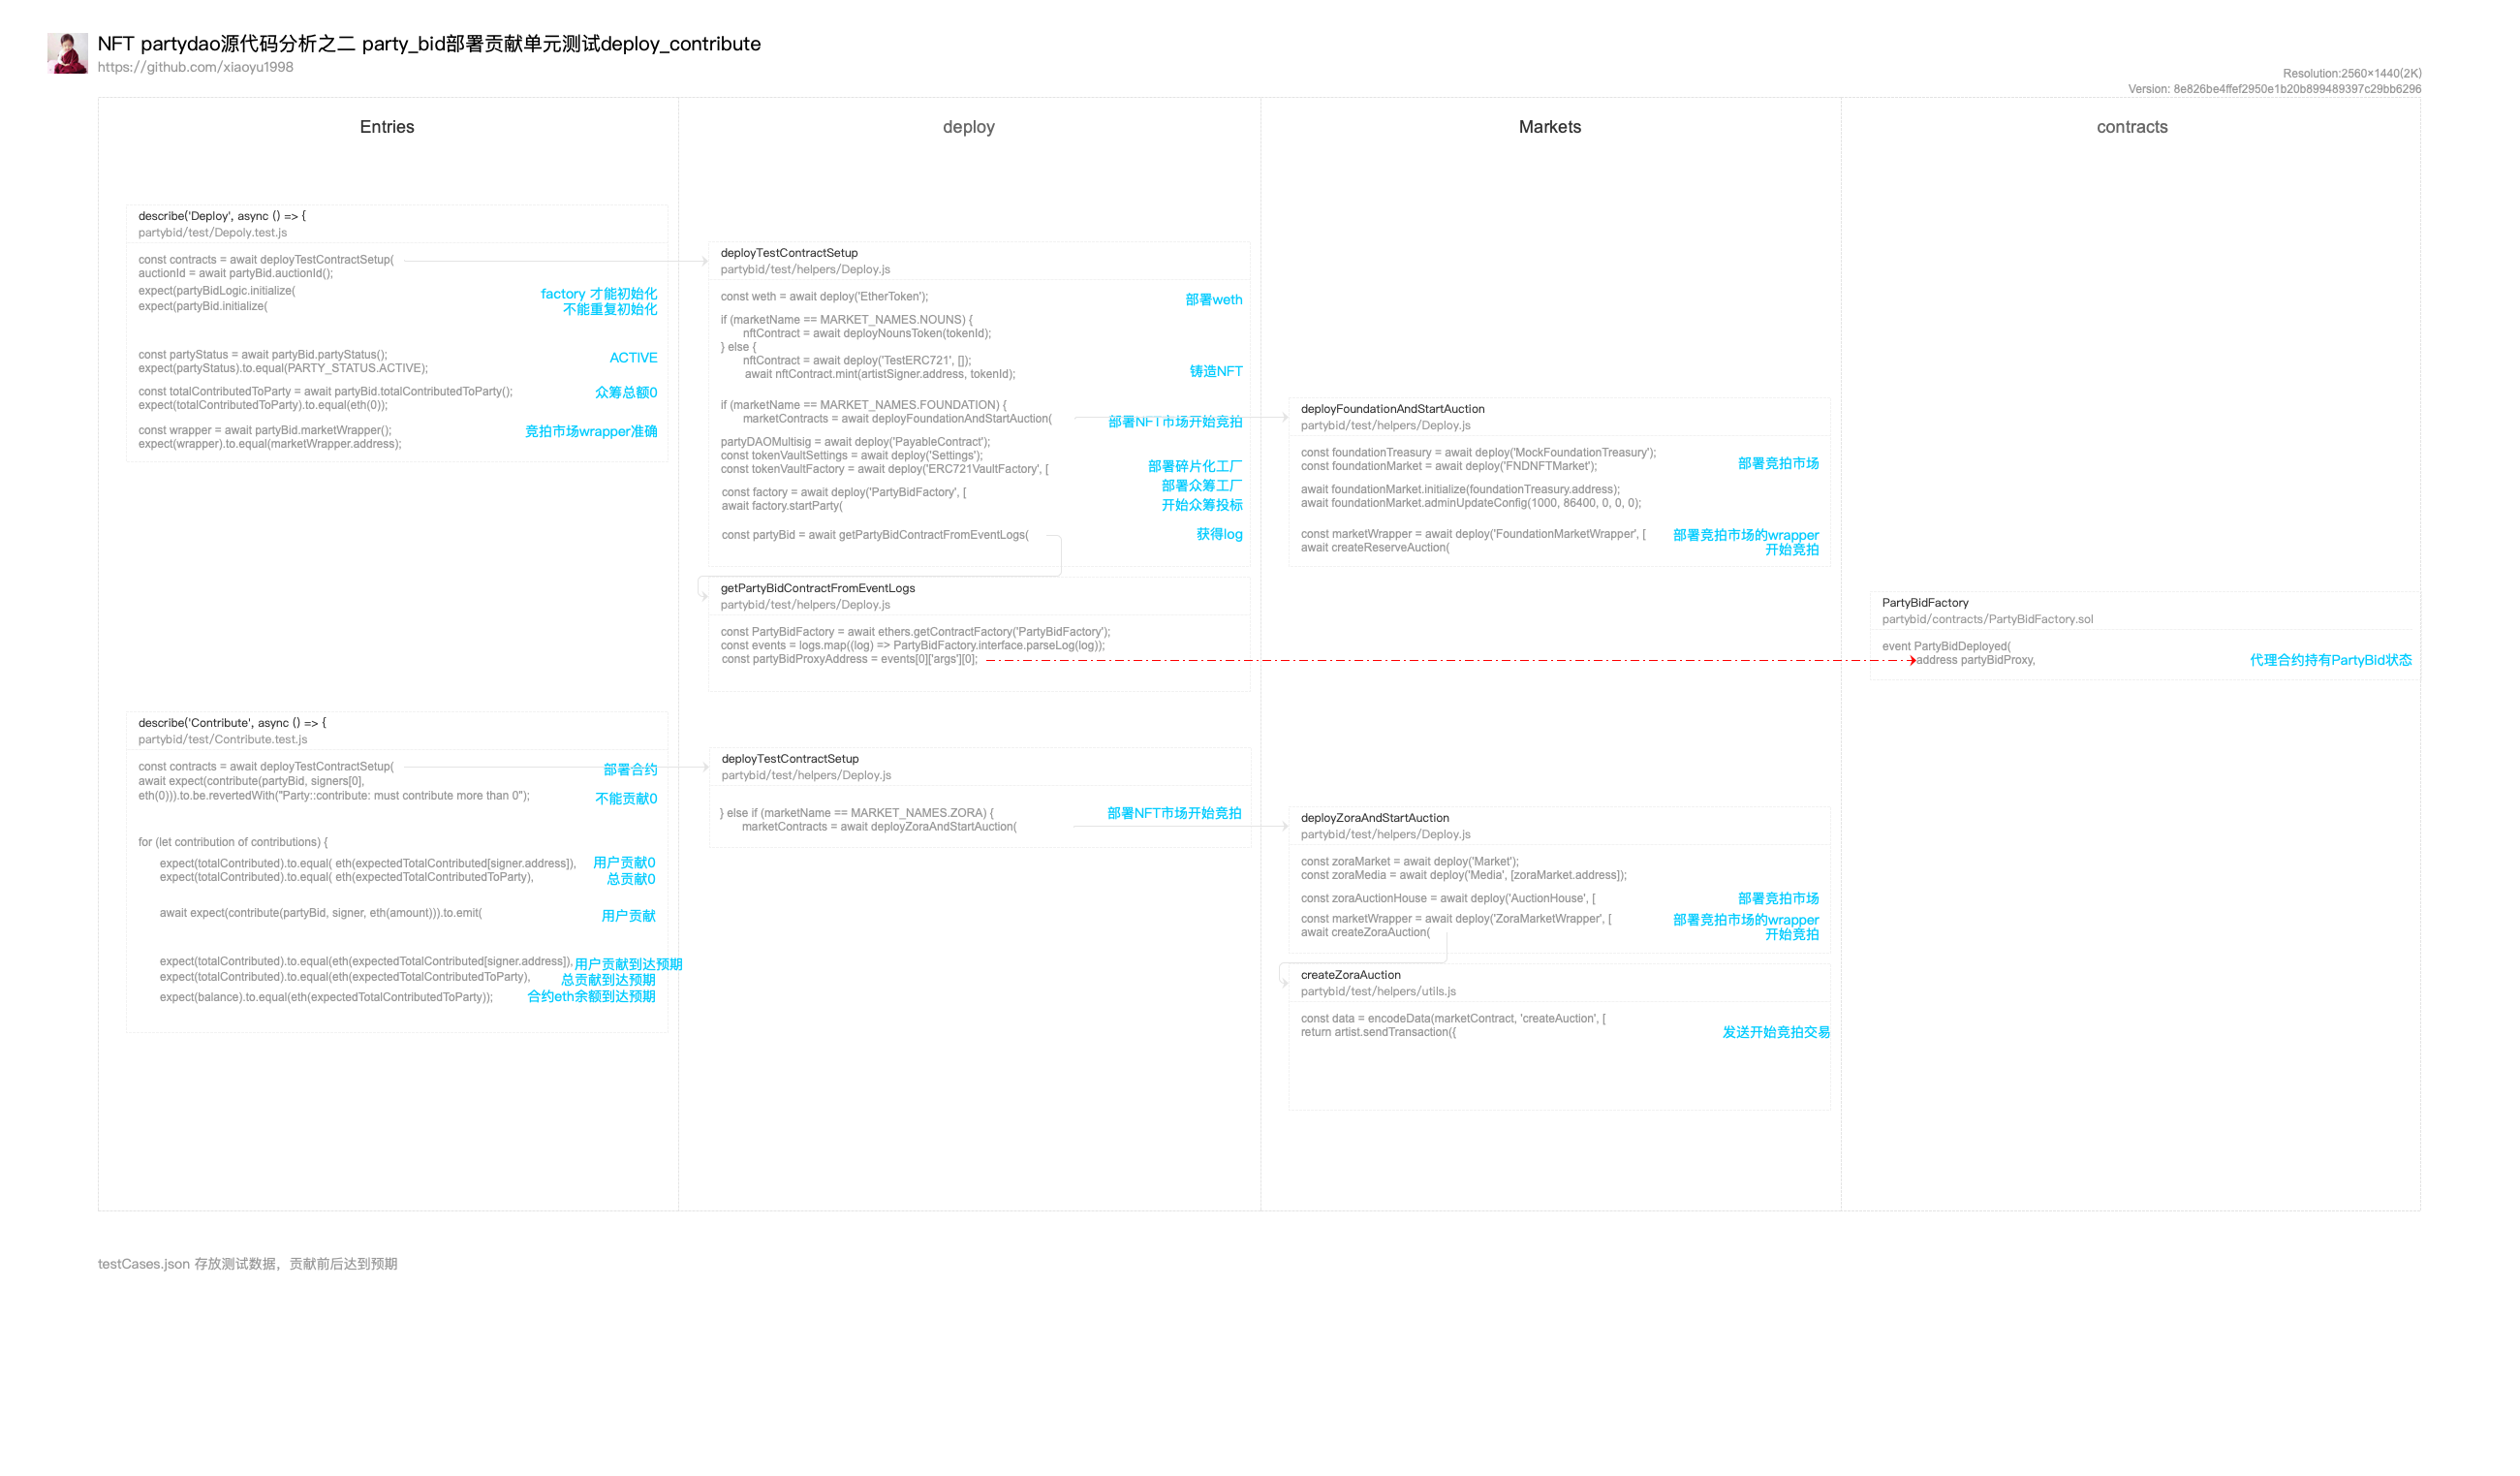 NFT partydao源代码分析之二 party_bid部署贡献单元测试deploy_contribute
https://github.com/xiaoyu1998
Resolution:2560×1440(2K)
Version: 8e826be4ffef2950e1b20b899489397c29bb6296
Entries
describe('Deploy', async () => {
partybid/test/Depoly.test.js
const contracts = await deployTestContractSetup(
auctionId = await partyBid.auctionId();
expect(partyBidLogic.initialize( factory 才能初始化
expect(partyBid.initialize( 不能重复初始化
const partyStatus = await partyBid.partyStatus(); ACTIVE
expect(partyStatus).to.equal(PARTY_STATUS.ACTIVE);
const totalContributedToParty = await partyBid.totalContributedToParty(); 众筹总额0
expect(totalContributedToParty).to.equal(eth(0));
const wrapper = await partyBid.marketWrapper(); 竞拍市场wrapper准确
expect(wrapper).to.equal(marketWrapper.address);
describe('Contribute', async () => {
partybid/test/Contribute.test.js
const contracts = await deployTestContractSetup( 部署合约
await expect(contribute(partyBid, signers[0],
eth(0))).to.be.revertedWith("Party::contribute: must contribute more than 0"); 不能贡献0
for (let contribution of contributions) {
expect(totalContributed).to.equal( eth(expectedTotalContributed[signer.address]), 用户贡献0
expect(totalContributed).to.equal( eth(expectedTotalContributedToParty), 总贡献0
await expect(contribute(partyBid, signer, eth(amount))).to.emit( 用户贡献
expect(totalContributed).to.equal(eth(expectedTotalContributed[signer.address]), 用户贡献到达预期
expect(totalContributed).to.equal(eth(expectedTotalContributedToParty), 总贡献到达预期
expect(balance).to.equal(eth(expectedTotalContributedToParty)); 合约eth余额到达预期
deploy
deployTestContractSetup
partybid/test/helpers/Deploy.js
const weth = await deploy('EtherToken'); 部署weth
if (marketName == MARKET_NAMES.NOUNS) {
nftContract = await deployNounsToken(tokenId);
} else {
nftContract = await deploy('TestERC721', []);
await nftContract.mint(artistSigner.address, tokenId); 铸造NFT
if (marketName == MARKET_NAMES.FOUNDATION) {
marketContracts = await deployFoundationAndStartAuction( 部署NFT市场开始竞拍
partyDAOMultisig = await deploy('PayableContract');
const tokenVaultSettings = await deploy('Settings');
const tokenVaultFactory = await deploy('ERC721VaultFactory', [ 部署碎片化工厂
部署众筹工厂
const factory = await deploy('PartyBidFactory', [
await factory.startParty( 开始众筹投标
const partyBid = await getPartyBidContractFromEventLogs( 获得log
getPartyBidContractFromEventLogs
partybid/test/helpers/Deploy.js
const PartyBidFactory = await ethers.getContractFactory('PartyBidFactory');
const events = logs.map((log) => PartyBidFactory.interface.parseLog(log));
const partyBidProxyAddress = events[0]['args'][0];
deployTestContractSetup
partybid/test/helpers/Deploy.js
} else if (marketName == MARKET_NAMES.ZORA) { 部署NFT市场开始竞拍
marketContracts = await deployZoraAndStartAuction(
Markets
deployFoundationAndStartAuction
partybid/test/helpers/Deploy.js
const foundationTreasury = await deploy('MockFoundationTreasury');
const foundationMarket = await deploy('FNDNFTMarket'); 部署竞拍市场
await foundationMarket.initialize(foundationTreasury.address);
await foundationMarket.adminUpdateConfig(1000, 86400, 0, 0, 0);
const marketWrapper = await deploy('FoundationMarketWrapper', [ 部署竞拍市场的wrapper
await createReserveAuction( 开始竞拍
deployZoraAndStartAuction
partybid/test/helpers/Deploy.js
const zoraMarket = await deploy('Market');
const zoraMedia = await deploy('Media', [zoraMarket.address]);
const zoraAuctionHouse = await deploy('AuctionHouse', [ 部署竞拍市场
const marketWrapper = await deploy('ZoraMarketWrapper', [ 部署竞拍市场的wrapper
await createZoraAuction( 开始竞拍
createZoraAuction
partybid/test/helpers/utils.js
const data = encodeData(marketContract, 'createAuction', [
return artist.sendTransaction({ 发送开始竞拍交易
contracts
PartyBidFactory
partybid/contracts/PartyBidFactory.sol
event PartyBidDeployed(
address partyBidProxy, 代理合约持有PartyBid状态
testCases.json 存放测试数据，贡献前后达到预期